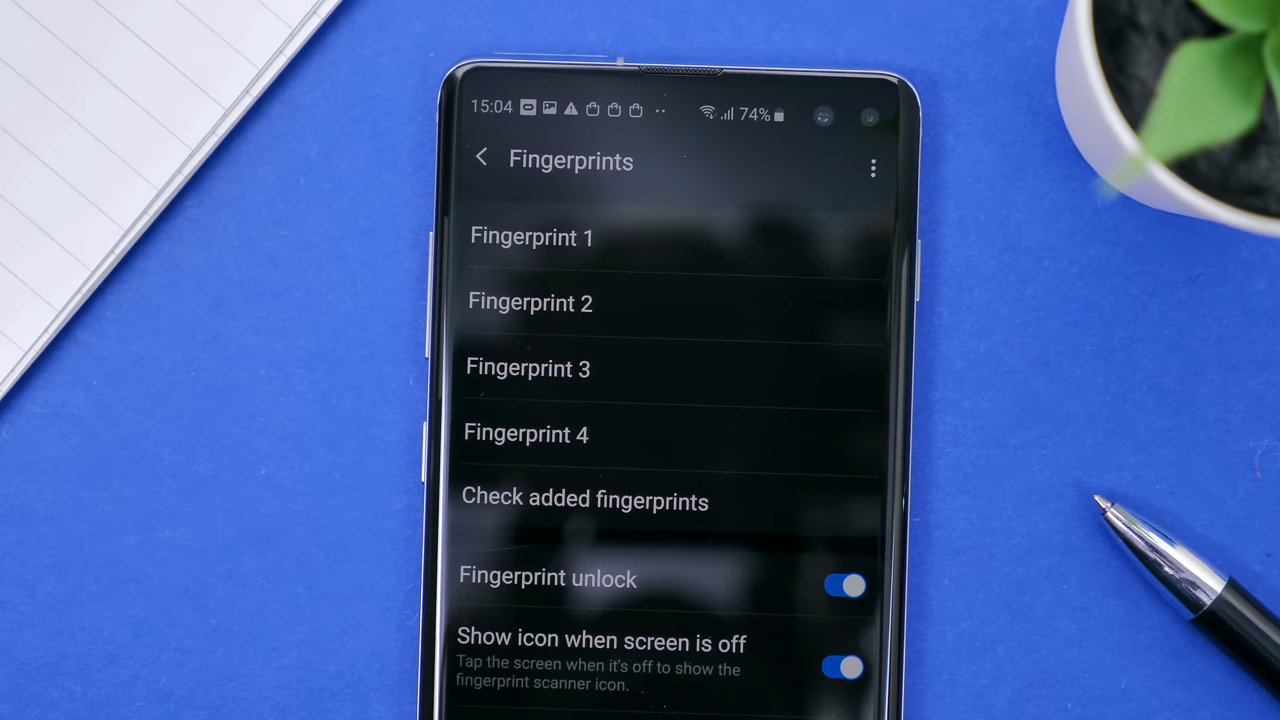 15:04 74%
Fingerprints
Fingerprint 1
Fingerprint 2
Fingerprint 3
Fingerprint 4
Check added fingerprints
Fingerprint unlock
Show icon when screen is off
Tap the screen when it's off to show the
fingerprint scanner icon.